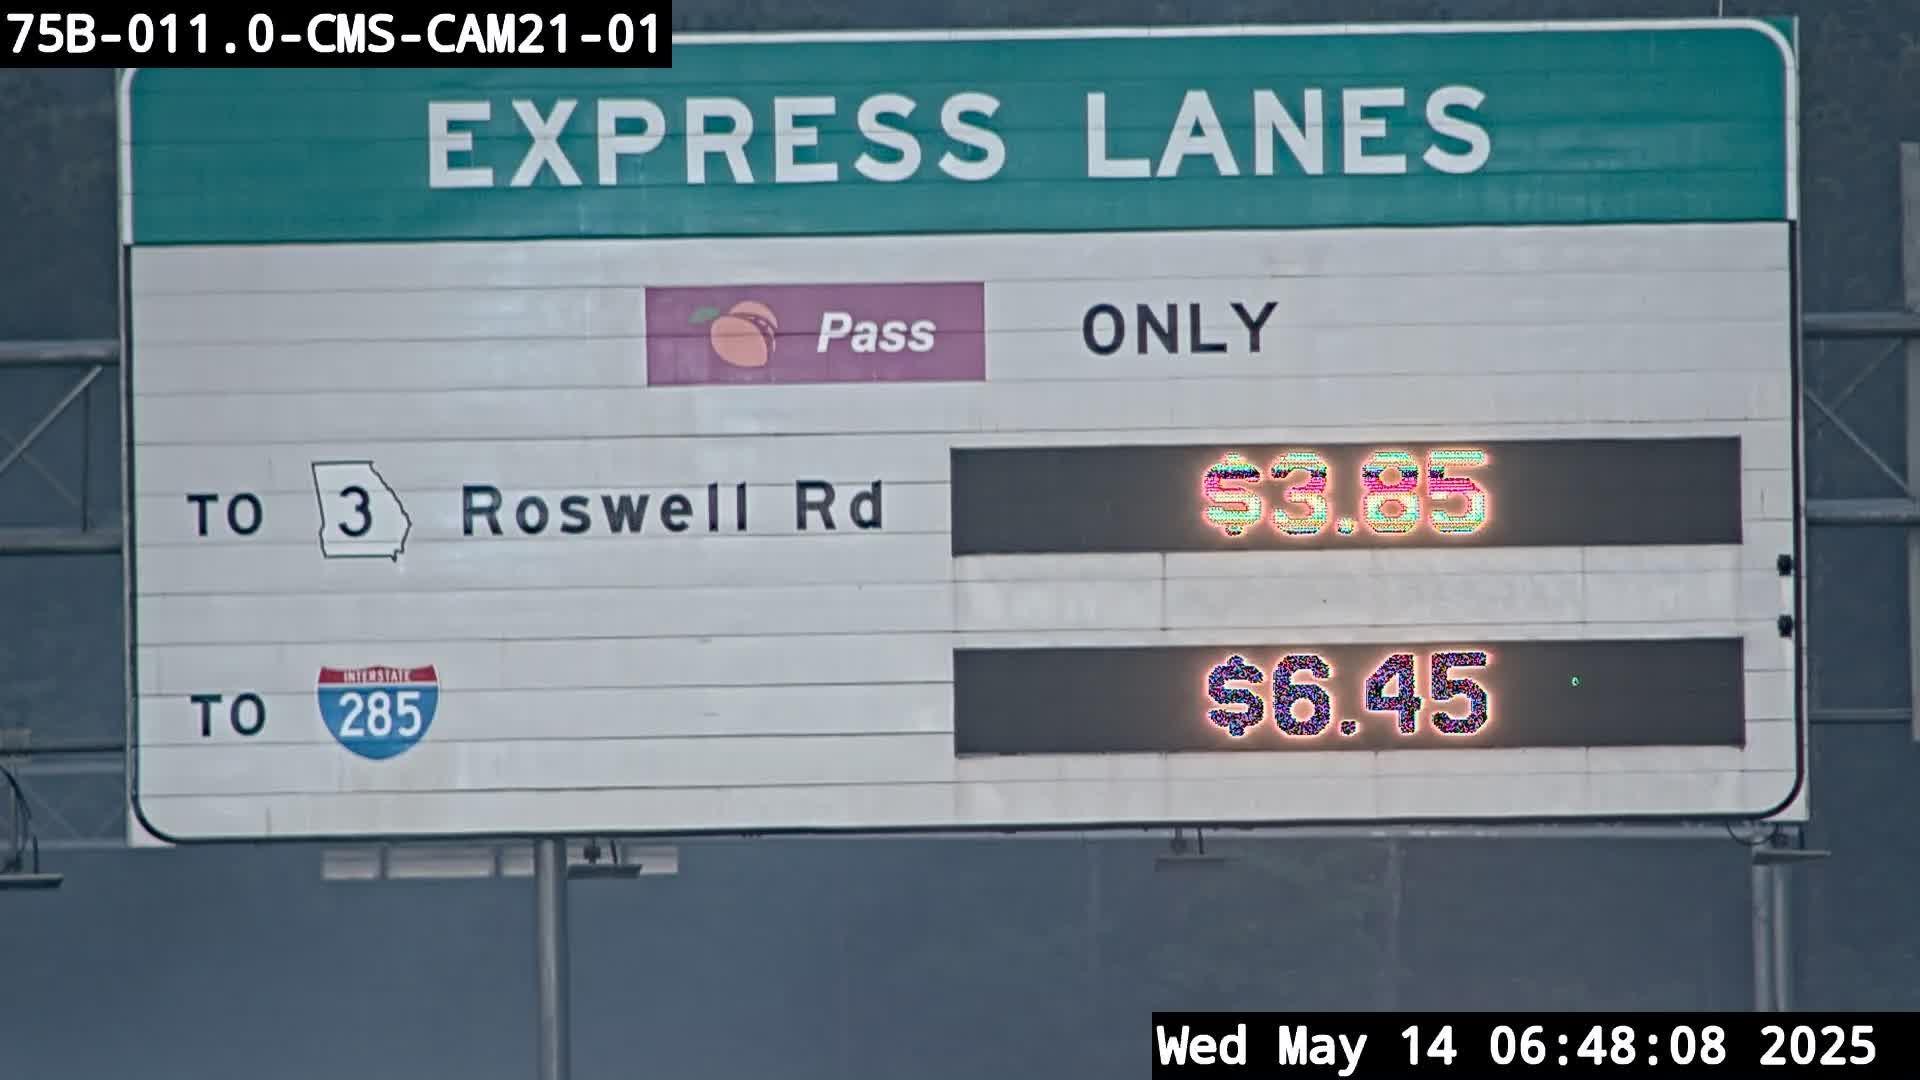 75B-011.0-CMS-CAM21-01
EXPRESS LANES
Pass ONLY
TO 3 Roswell Rd $3.85
INTERSTATE
TO 285 $6.45
Wed May 14 06:48:08 2025